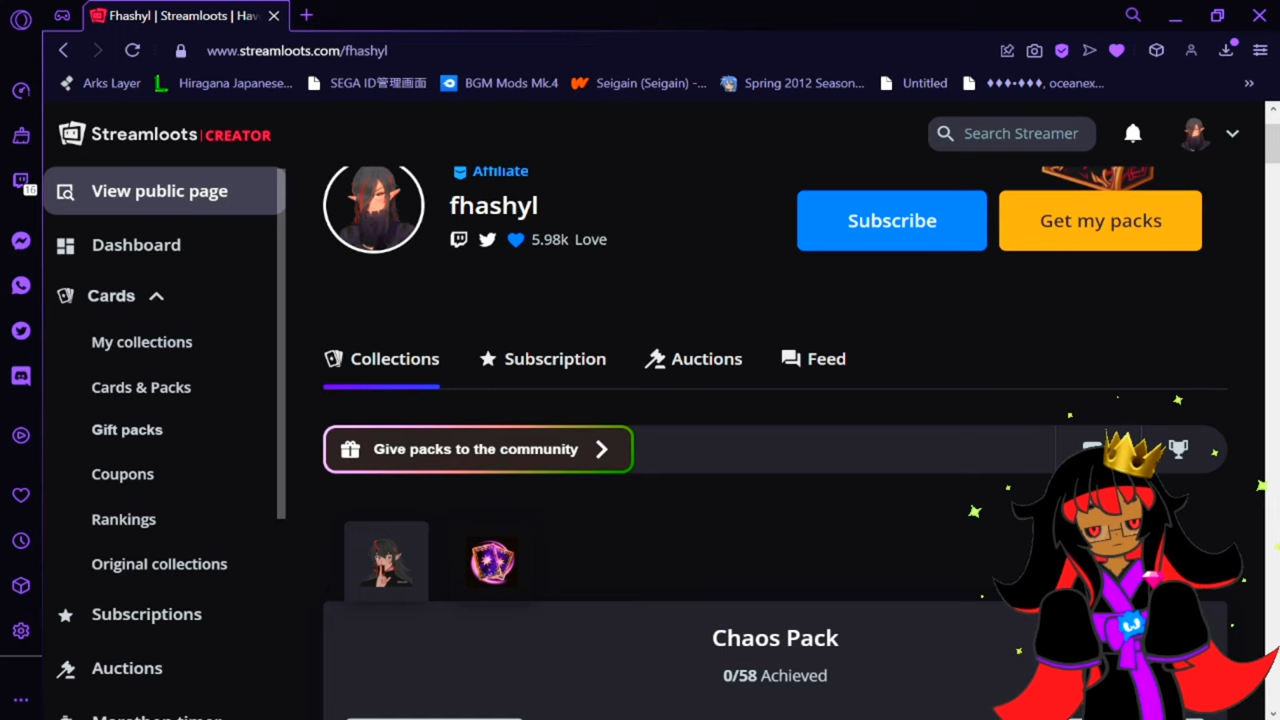 Fhashyl | Streamloots | Hav
www.streamloots.com/fhashyl
Arks Layer
Hiragana Japanese...
SEGA ID管理画面
BGM Mods Mk.4
Seigain (Seigain) -...
Spring 2012 Season...
Untitled
♦♦♦•♦♦♦, oceanex...
Streamloots | CREATOR
Search Streamer
View public page
Dashboard
Cards
My collections
Cards & Packs
Gift packs
Coupons
Rankings
Original collections
Subscriptions
Auctions
Marathon timer
16
Affiliate
fhashyl
5.98k Love
Subscribe
Get my packs
Collections
Subscription
Auctions
Feed
Give packs to the community
Chaos Pack
0/58 Achieved